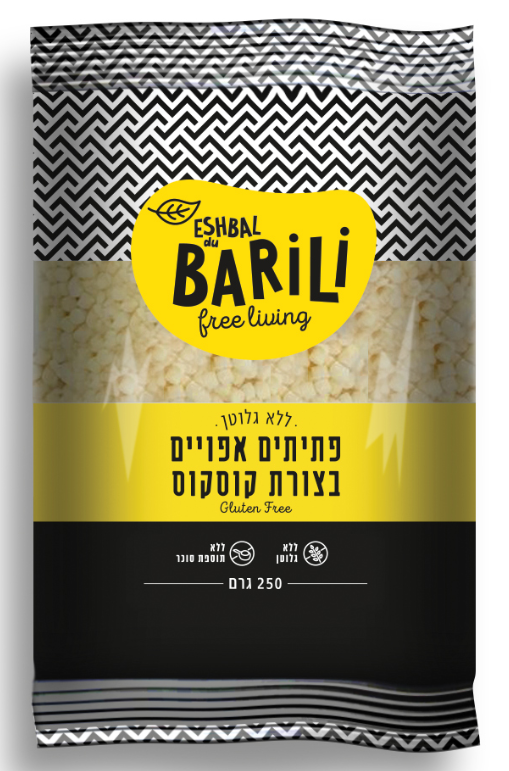 ESHBAL
du
BARiLi
free living
.ללא גלוטן.
פתיתים אפויים
בצורת קוסקוס
Gluten Free
ללא
גלוטן
ללא
תוספת סוכר
250 גרם